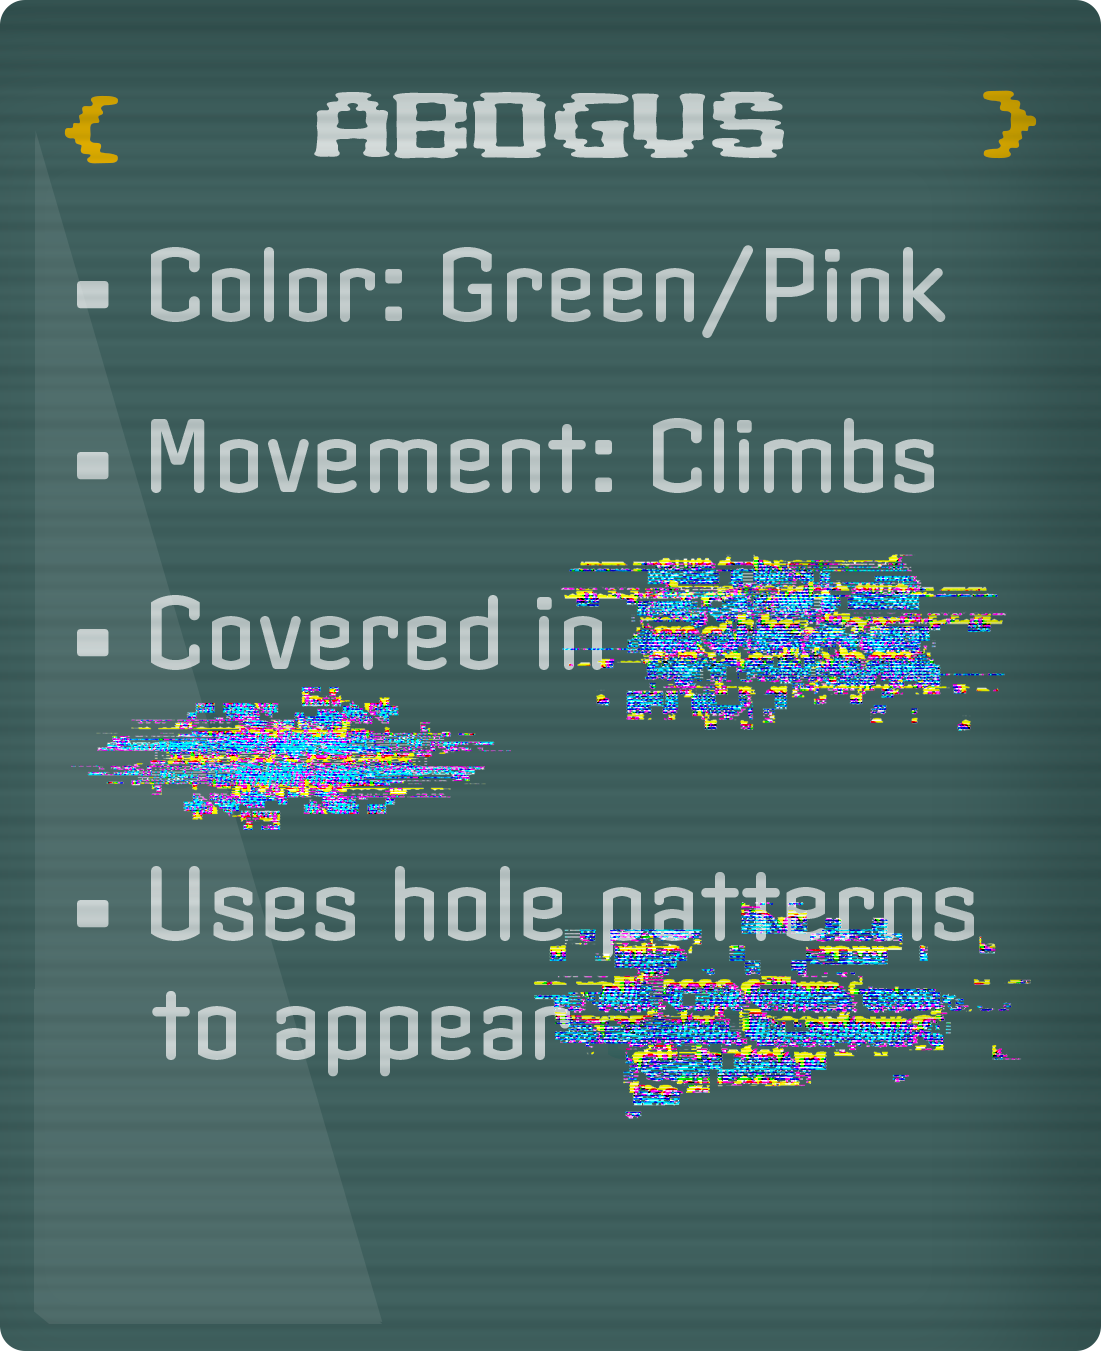 ABOGUS
▪ Color: Green/Pink
▪ Movement: Climbs
▪ Covered in
▪ Uses hole patterns
to appear